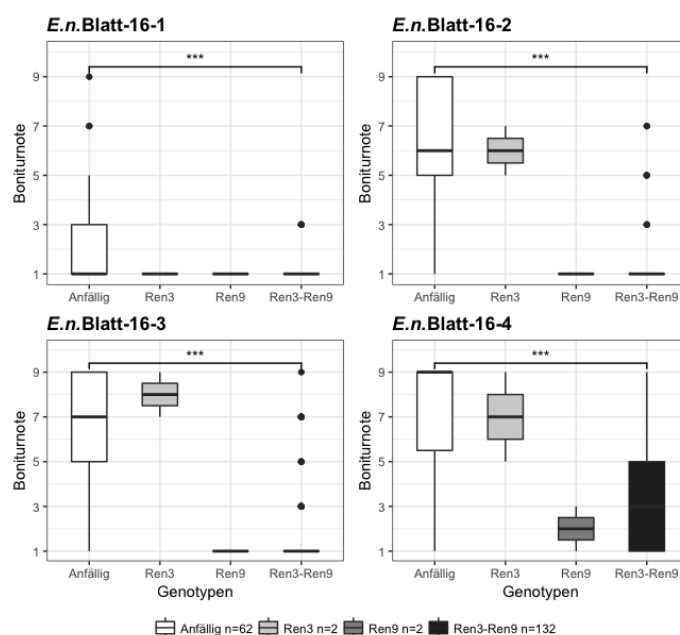 E.n.Blatt-16-1
***
9
7
5
3
1
Boniturnote
Anfällig Ren3 Ren9 Ren3-Ren9
E.n.Blatt-16-2
***
9
7
5
3
1
Boniturnote
Anfällig Ren3 Ren9 Ren3-Ren9
E.n.Blatt-16-3
***
9
7
5
3
1
Boniturnote
Anfällig Ren3 Ren9 Ren3-Ren9
Genotypen
E.n.Blatt-16-4
***
9
7
5
3
1
Boniturnote
Anfällig Ren3 Ren9 Ren3-Ren9
Genotypen
Anfällig n=62 Ren3 n=2 Ren9 n=2 Ren3-Ren9 n=132